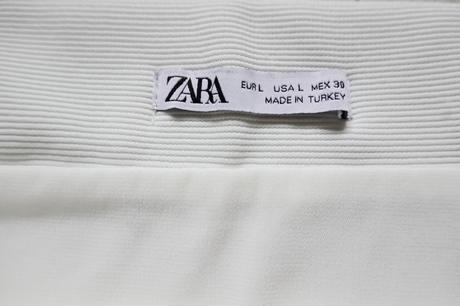 ZARA
EUR L USA L MEX 30
MADE IN TURKEY